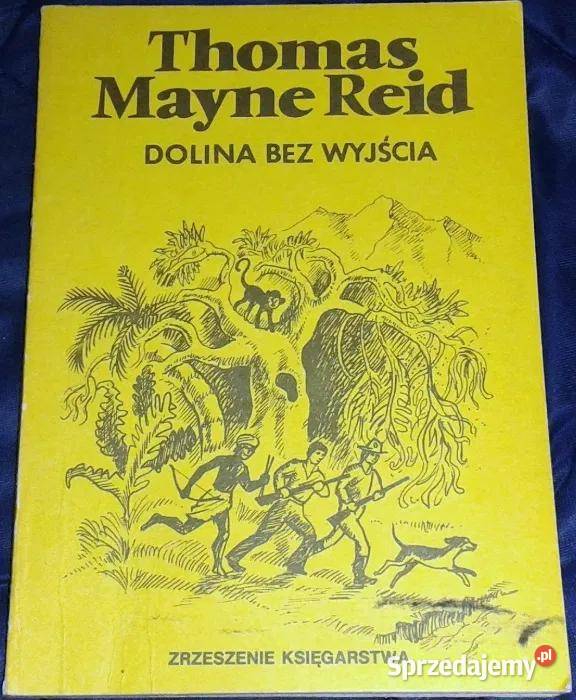 Thomas
Mayne Reid
DOLINA BEZ WYJŚCIA
ZRZESZENIE KSIĘGARSTWA
Sprzedajemy.pl